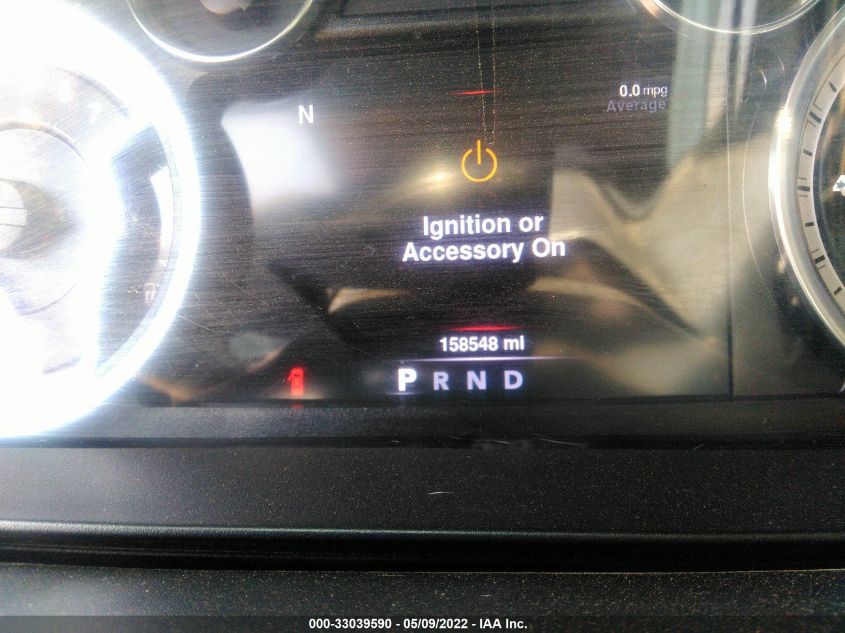 0.0 mpg
Average
N
Ignition or
Accessory On
158548 mi
P R N D
000-33039590 - 05/09/2022 - IAA Inc.